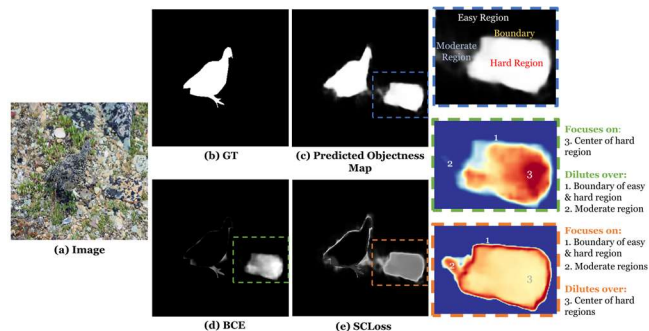 Easy Region
Boundary
Moderate
Region
Hard Region
(a) Image
(b) GT
(c) Predicted Objectness
Map
(d) BCE
(e) SCLoss
1
2
3
Focuses on:
3. Center of hard
region
Dilutes over:
1. Boundary of easy
& hard region
2. Moderate region
1
2
3
Focuses on:
1. Boundary of easy
& hard region
2. Moderate regions
Dilutes over:
3. Center of hard
regions